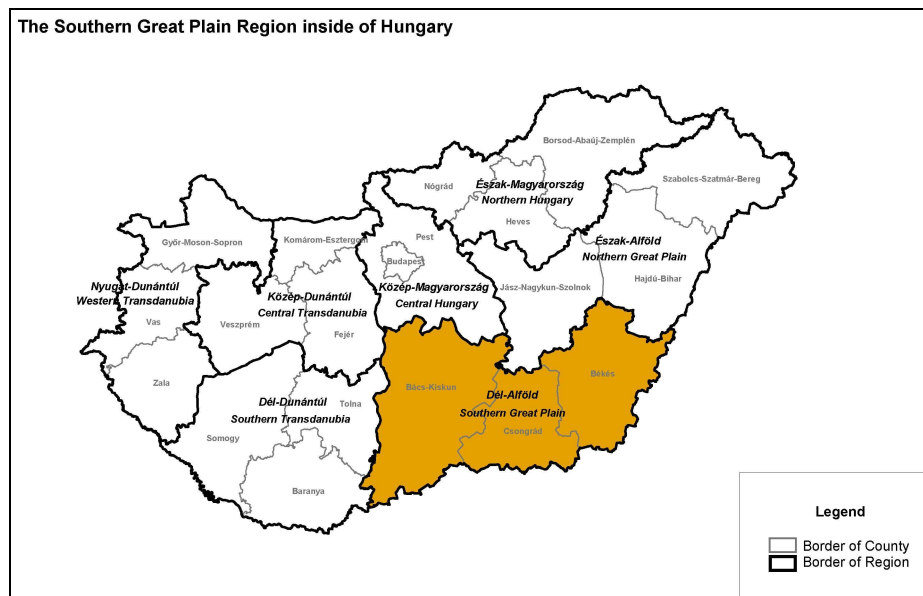 The Southern Great Plain Region inside of Hungary
Borsod-Abaúj-Zemplén
Szabolcs-Szatmár-Bereg
Nógrád
Észak-Magyarország
Northern Hungary
Heves
Győr-Moson-Sopron
Komárom-Esztergom
Pest
Budapest
Észak-Alföld
Northern Great Plain
Hajdú-Bihar
Nyugat-Dunántúl
Western Transdanubia
Vas
Veszprém
Közép-Dunántúl
Central Transdanubia
Fejér
Közép-Magyarország
Central Hungary
Jász-Nagykun-Szolnok
Zala
Bács-Kiskun
Békés
Dél-Dunántúl
Southern Transdanubia
Tolna
Dél-Alföld
Southern Great Plain
Csongrád
Somogy
Baranya
Legend
Border of County
Border of Region